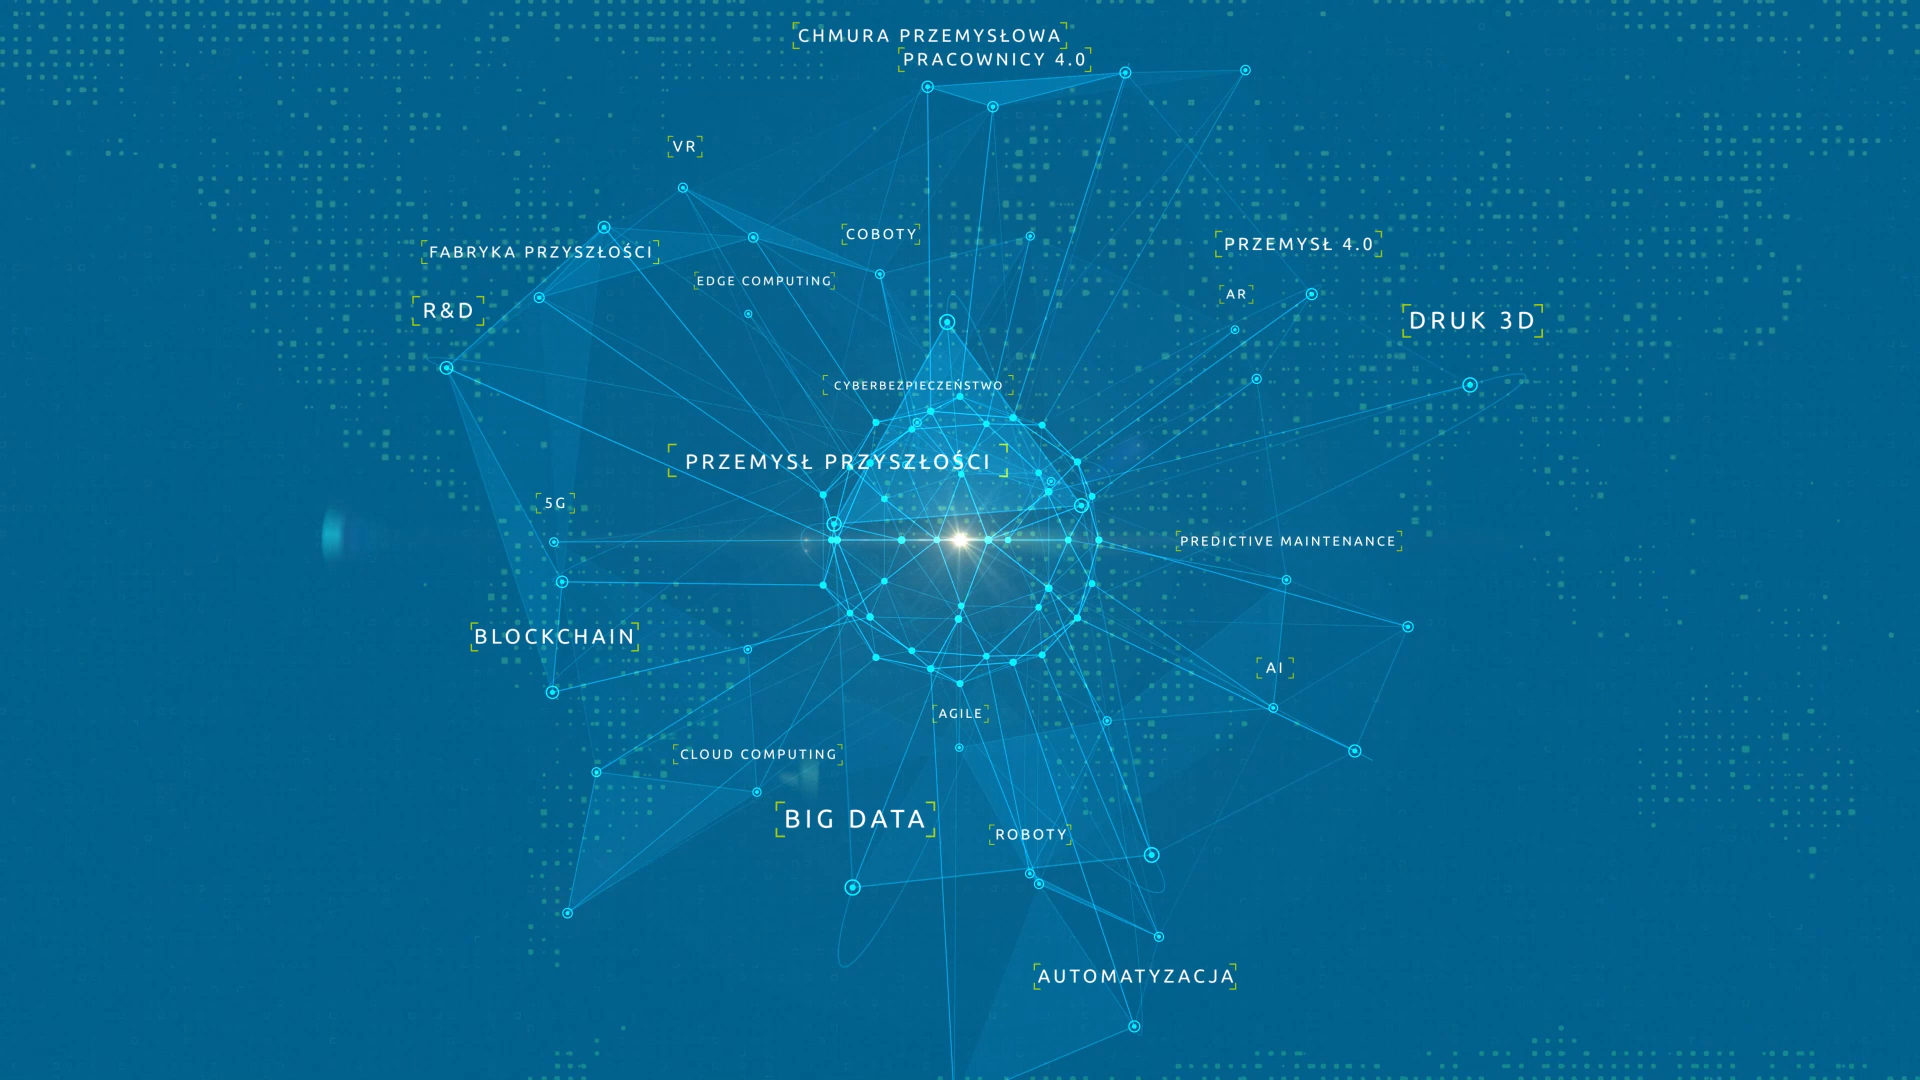 CHMURA PRZEMYSŁOWA
PRACOWNICY 4.0
VR
COBOTY
PRZEMYSŁ 4.0
FABRYKA PRZYSZŁOŚCI
EDGE COMPUTING
AR
R&D
DRUK 3D
CYBERBEZPIECZEŃSTWO
PRZEMYSŁ PRZYSZŁOŚCI
5G
PREDICTIVE MAINTENANCE
BLOCKCHAIN
AI
AGILE
CLOUD COMPUTING
BIG DATA
ROBOTY
AUTOMATYZACJA